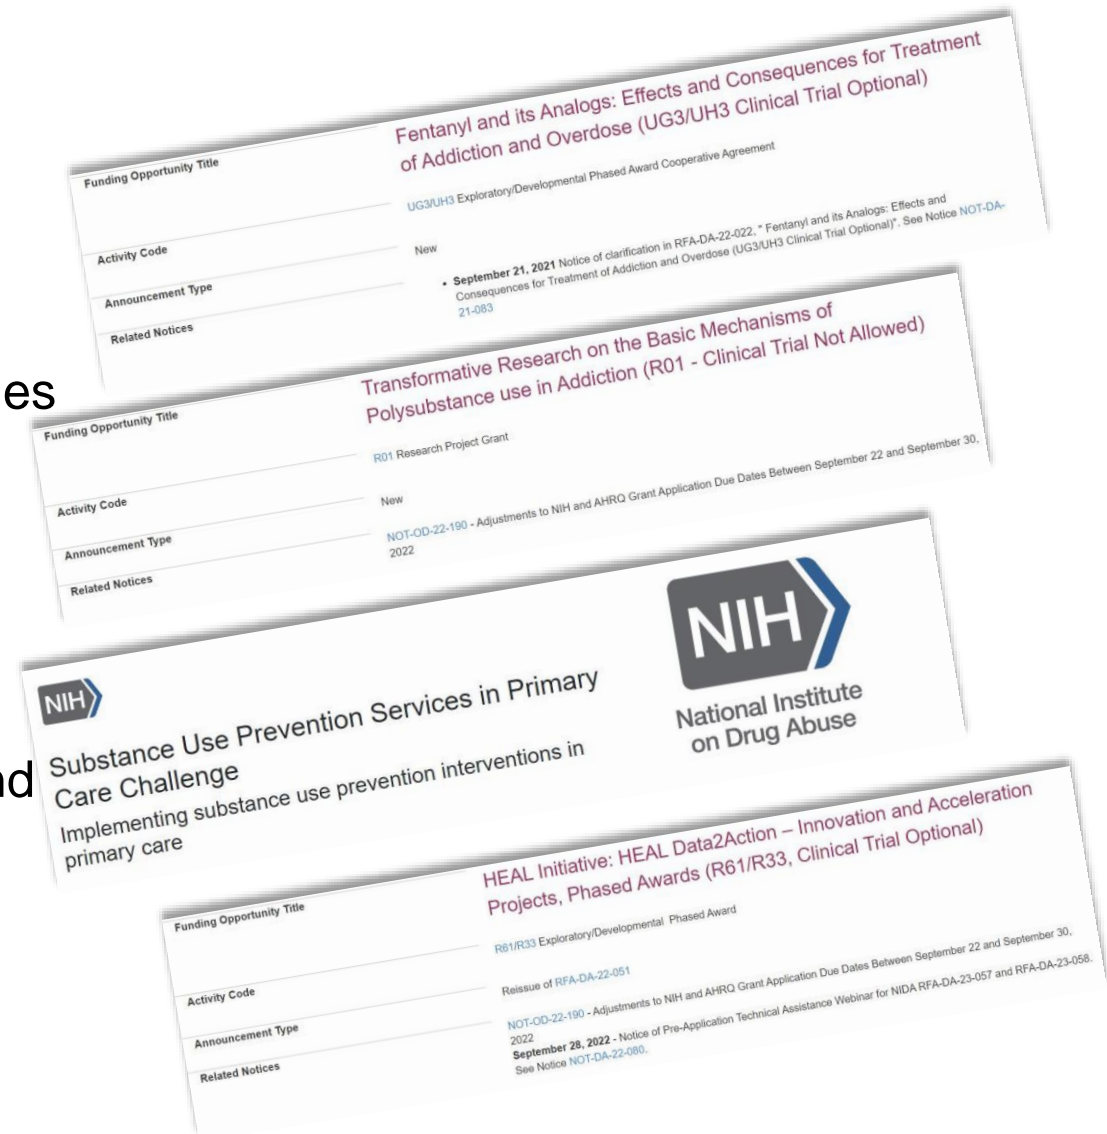 Funding Opportunity Title
Fentanyl and its Analogs: Effects and Consequences for Treatment
of Addiction and Overdose (UG3/UH3 Clinical Trial Optional)
Activity Code
UG3/UH3 Exploratory/Developmental Phased Award Cooperative Agreement
Announcement Type
New
Related Notices
• September 21, 2021 Notice of clarification in RFA-DA-22-022, " Fentanyl and its Analogs: Effects and
Consequences for Treatment of Addiction and Overdose (UG3/UH3 Clinical Trial Optional)". See Notice NOT-DA-
21-083
es
Funding Opportunity Title
Transformative Research on the Basic Mechanisms of
Polysubstance use in Addiction (R01 - Clinical Trial Not Allowed)
Activity Code
R01 Research Project Grant
Announcement Type
New
Related Notices
NOT-OD-22-190 - Adjustments to NIH and AHRQ Grant Application Due Dates Between September 22 and September 30,
2022
NIH
Substance Use Prevention Services in Primary
Care Challenge
Implementing substance use prevention interventions in
primary care
NIH
National Institute
on Drug Abuse
nd
Funding Opportunity Title
HEAL Initiative: HEAL Data2Action – Innovation and Acceleration
Projects, Phased Awards (R61/R33, Clinical Trial Optional)
Activity Code
R61/R33 Exploratory/Developmental Phased Award
Announcement Type
Reissue of RFA-DA-22-051
Related Notices
NOT-OD-22-190 - Adjustments to NIH and AHRQ Grant Application Due Dates Between September 22 and September 30,
2022
September 28, 2022 - Notice of Pre-Application Technical Assistance Webinar for NIDA RFA-DA-23-057 and RFA-DA-23-058.
See Notice NOT-DA-22-080.